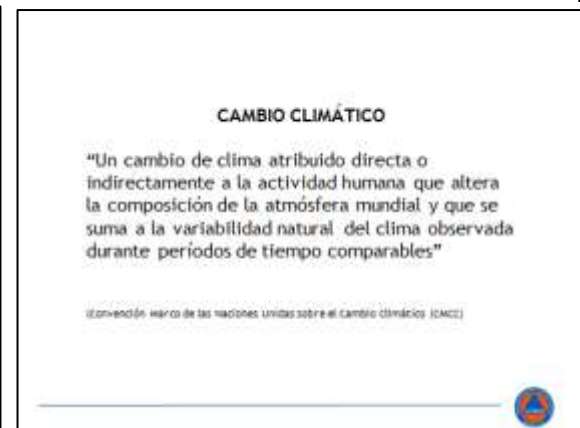 CAMBIO CLIMÁTICO
“Un cambio de clima atribuido directa o
indirectamente a la actividad humana que altera
la composición de la atmósfera mundial y que se
suma a la variabilidad natural del clima observada
durante períodos de tiempo comparables”
(Convención Marco de las Naciones Unidas sobre el Cambio Climático (CMCC)